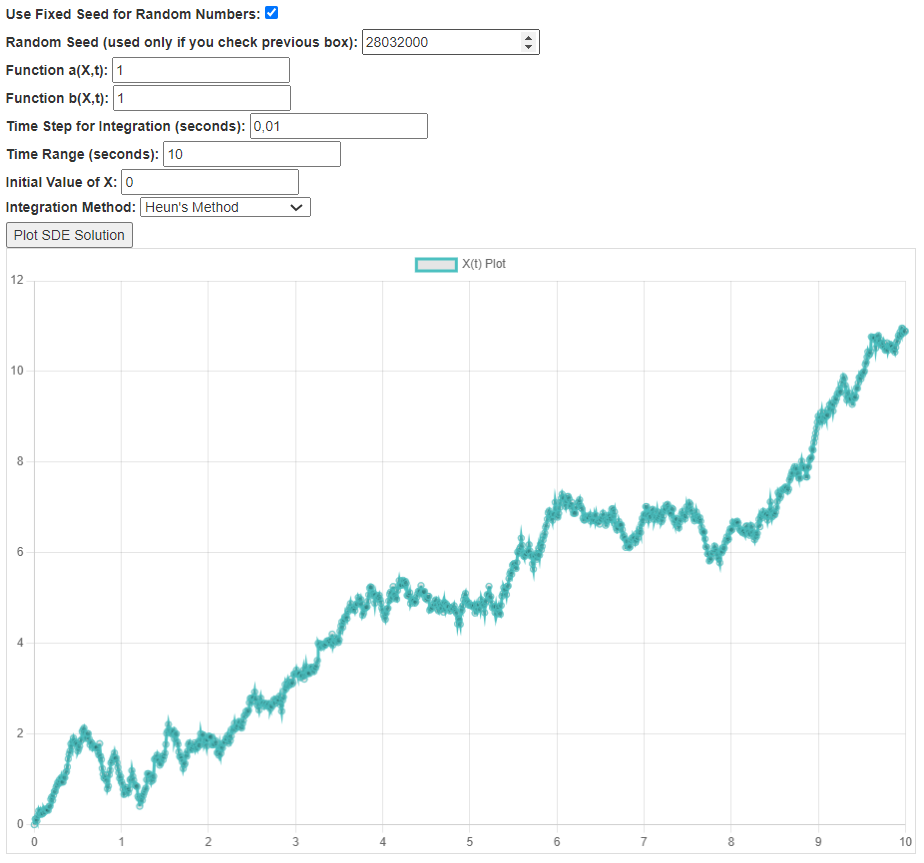 Use Fixed Seed for Random Numbers:
Random Seed (used only if you check previous box): 28032000
Function a(X,t): 1
Function b(X,t): 1
Time Step for Integration (seconds): 0,01
Time Range (seconds): 10
Initial Value of X: 0
Integration Method: Heun's Method
Plot SDE Solution
X(t) Plot
12
10
8
6
4
2
0
0 1 2 3 4 5 6 7 8 9 10